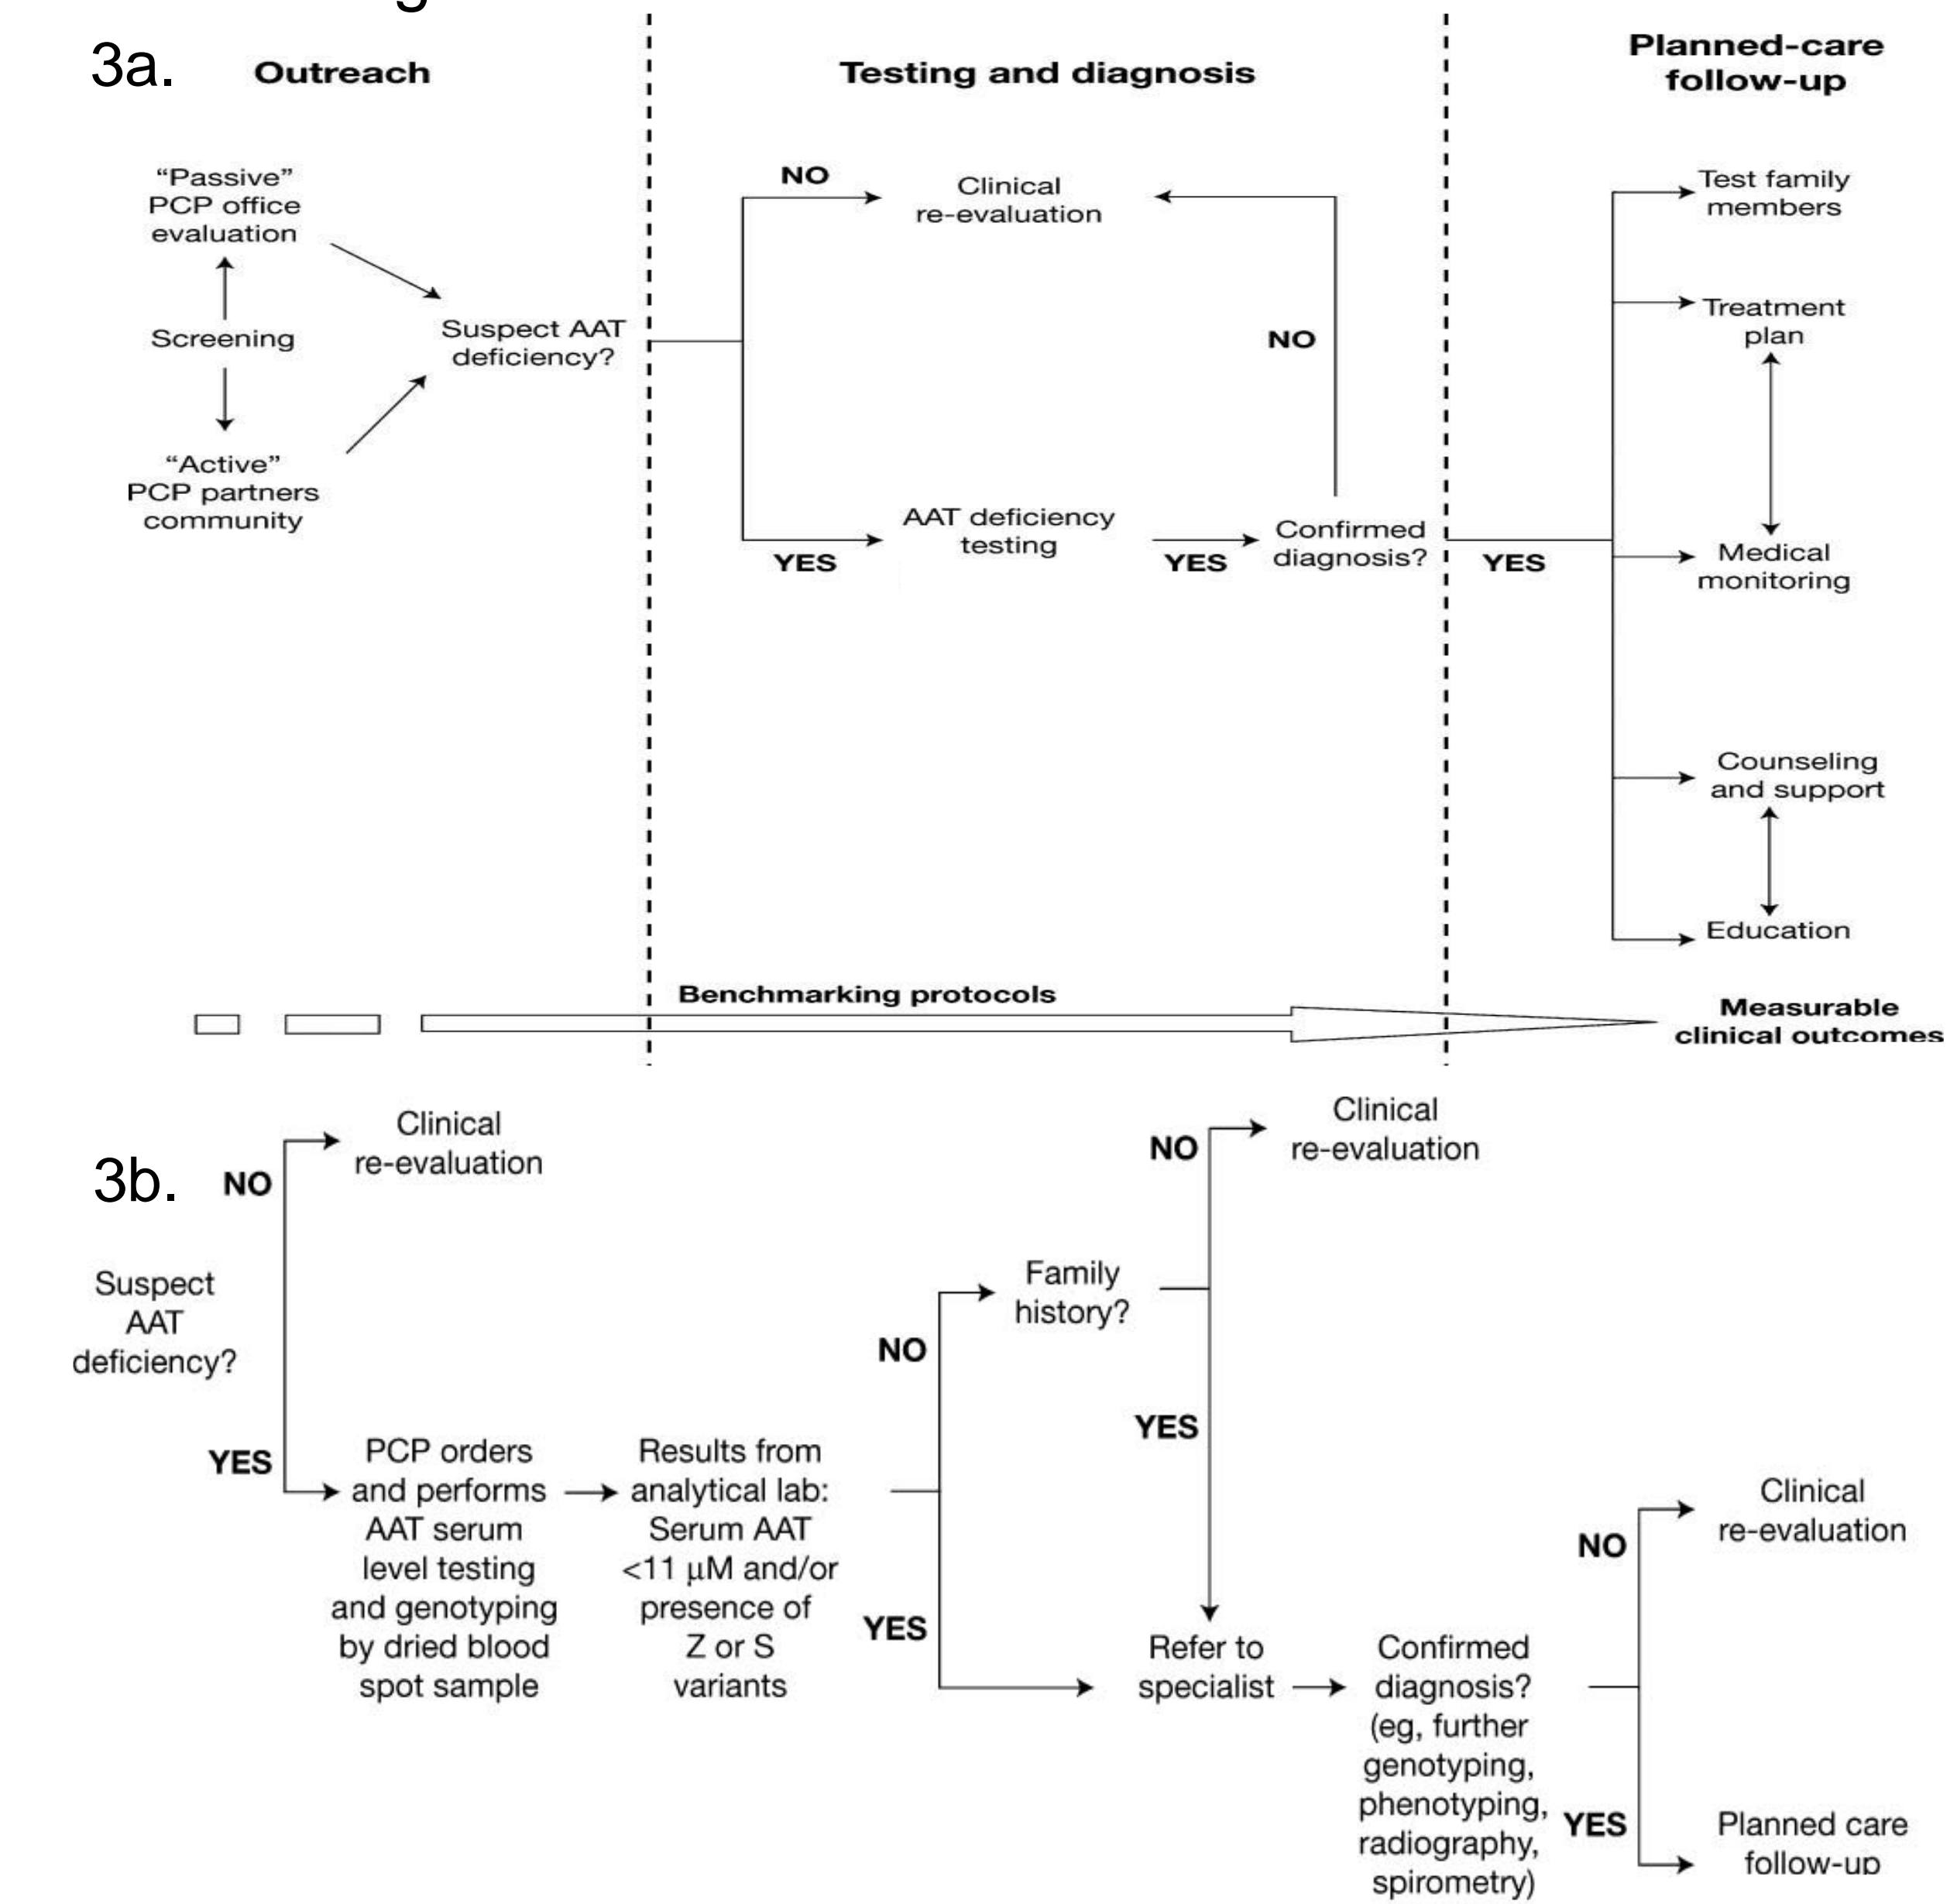 3a.
Outreach
Testing and diagnosis
Planned-care
follow-up
“Passive”
PCP office
evaluation
Screening
“Active”
PCP partners
community
Suspect AAT
deficiency?
NO
Clinical
re-evaluation
NO
YES
AAT deficiency
testing
YES
Confirmed
diagnosis?
YES
Test family
members
Treatment
plan
Medical
monitoring
Counseling
and support
Education
Benchmarking protocols
Measurable
clinical outcomes
3b.
Suspect
AAT
deficiency?
NO
Clinical
re-evaluation
YES
PCP orders
and performs
AAT serum
level testing
and genotyping
by dried blood
spot sample
Results from
analytical lab:
Serum AAT
<11 μM and/or
presence of
Z or S
variants
NO
Family
history?
NO
Clinical
re-evaluation
YES
YES
Refer to
specialist
Confirmed
diagnosis?
(eg, further
genotyping,
phenotyping,
radiography,
spirometry)
NO
Clinical
re-evaluation
YES
Planned care
follow-up